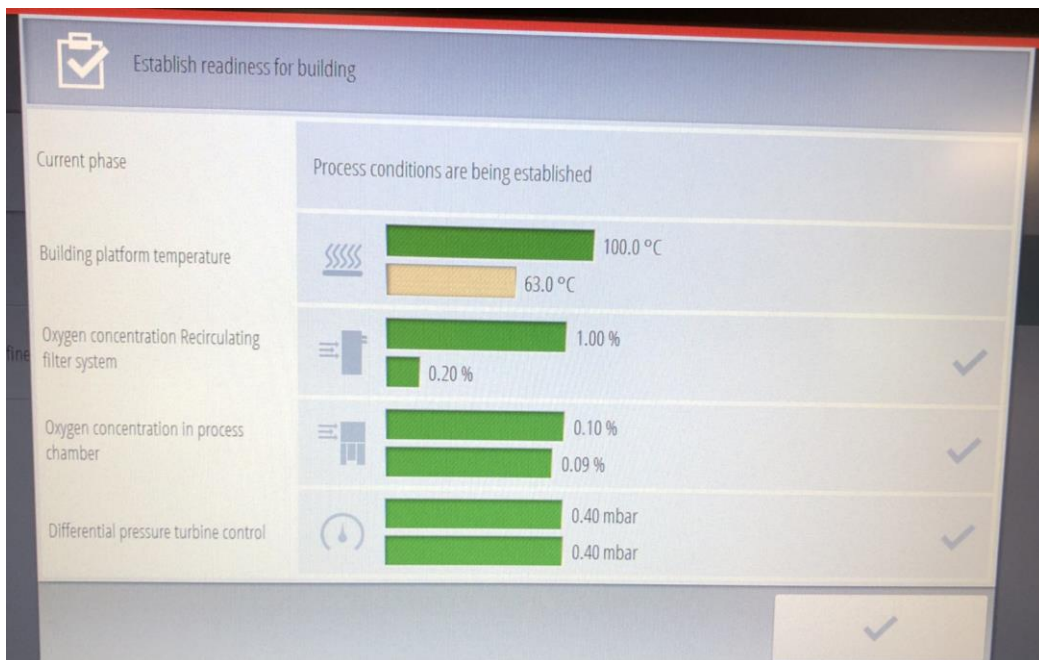 Establish readiness for building
Current phase
Process conditions are being established
Building platform temperature
100.0 °C
63.0 °C
Oxygen concentration Recirculating
filter system
1.00 %
0.20 %
Oxygen concentration in process
chamber
0.10 %
0.09 %
Differential pressure turbine control
0.40 mbar
0.40 mbar
fine